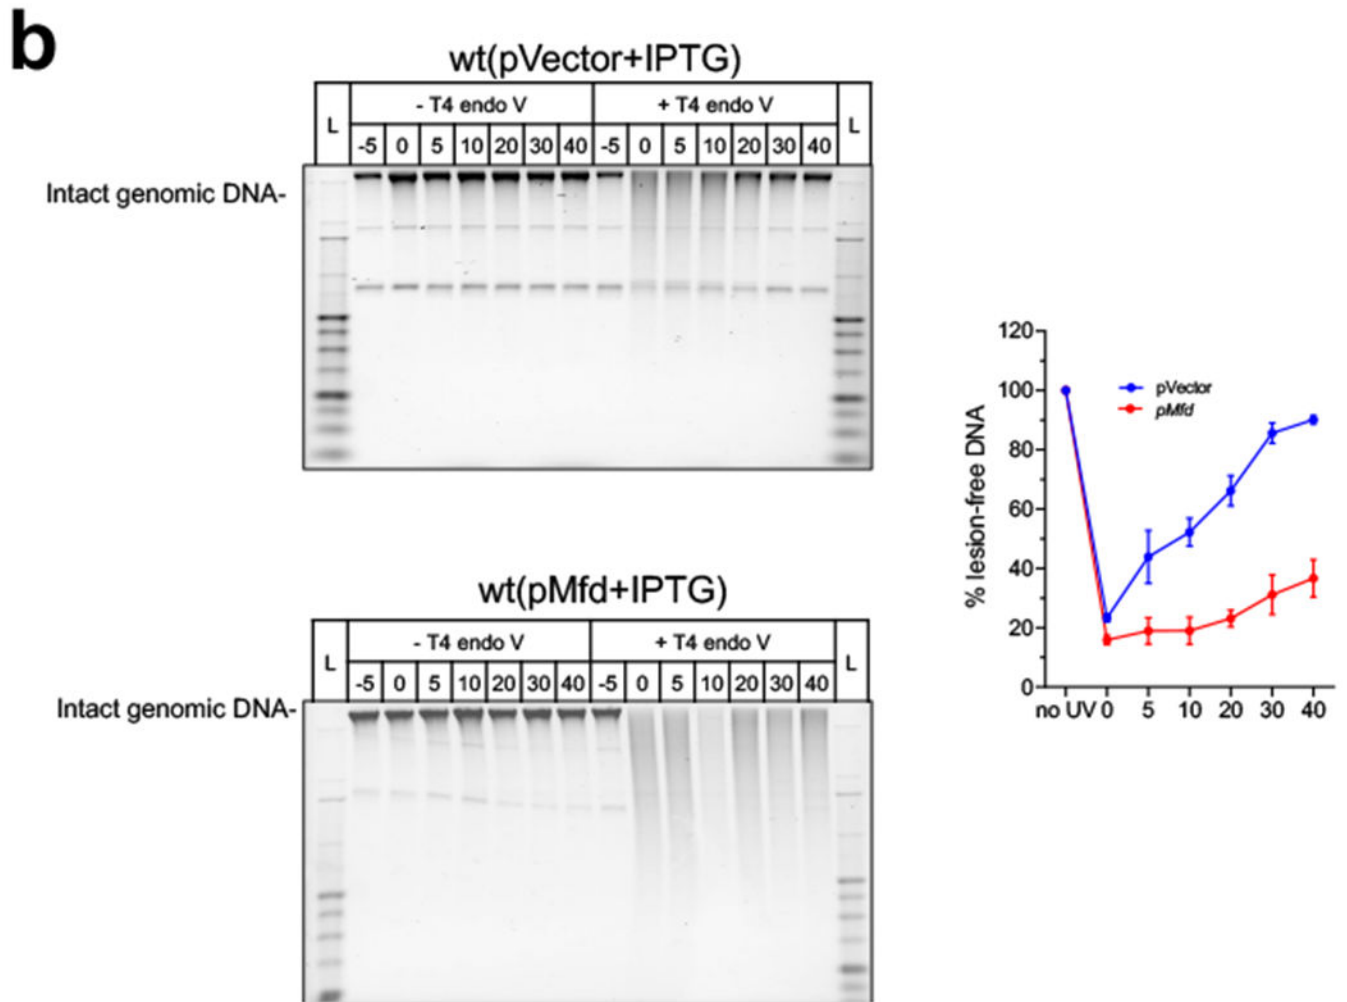 b
wt(pVector+IPTG)
L - T4 endo V + T4 endo V L
-5 0 5 10 20 30 40 -5 0 5 10 20 30 40
Intact genomic DNA-
wt(pMfd+IPTG)
L - T4 endo V + T4 endo V L
-5 0 5 10 20 30 40 -5 0 5 10 20 30 40
Intact genomic DNA-
% lesion-free DNA
120
100
80
60
40
20
0
pVector
pMfd
no UV 0 5 10 20 30 40